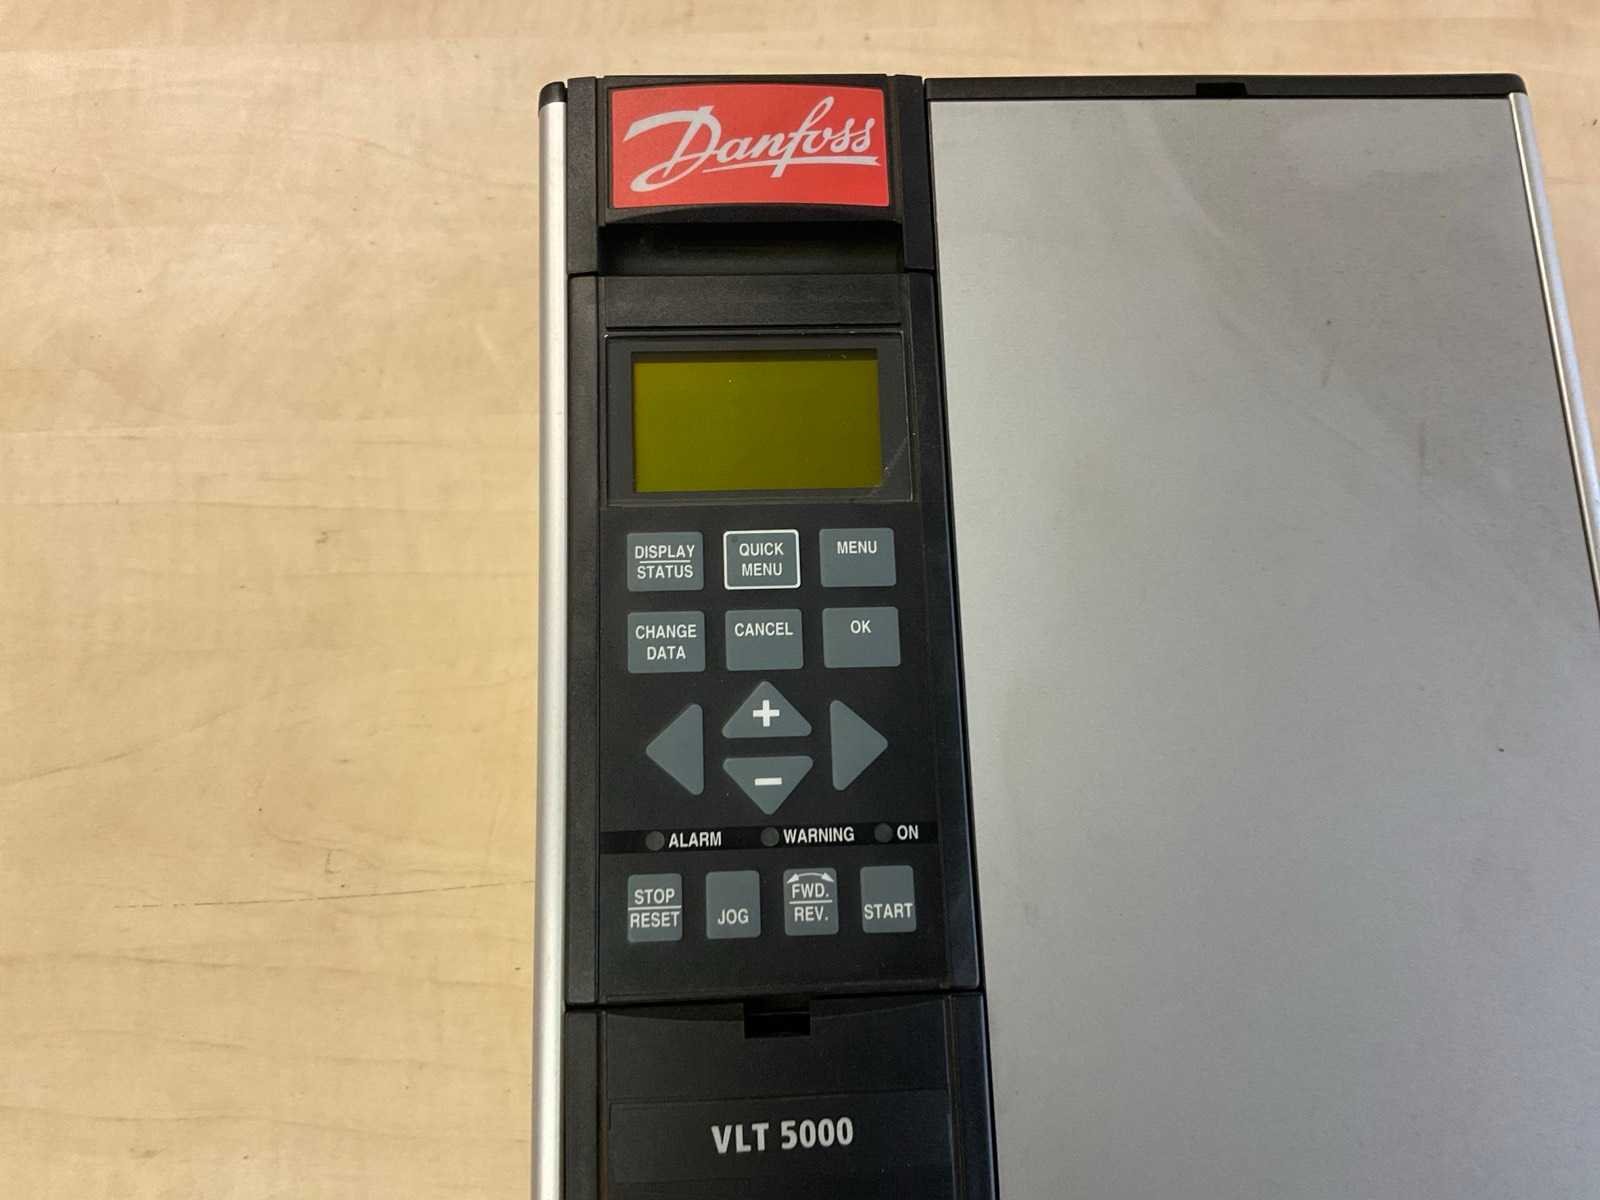 Danfoss
DISPLAY
STATUS
QUICK
MENU
MENU
CHANGE
DATA
CANCEL
OK
+
−
ALARM
WARNING
ON
STOP
RESET
JOG
FWD.
REV.
START
VLT 5000